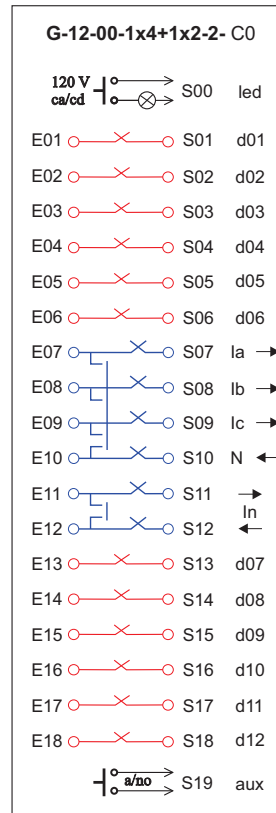 G-12-00-1x4+1x2-2- C0
120 V
ca/cd
S00 led
E01 S01 d01
E02 S02 d02
E03 S03 d03
E04 S04 d04
E05 S05 d05
E06 S06 d06
E07 S07 Ia
E08 S08 Ib
E09 S09 Ic
E10 S10 N
E11 S11
In
E12 S12
E13 S13 d07
E14 S14 d08
E15 S15 d09
E16 S16 d10
E17 S17 d11
E18 S18 d12
a/no S19 aux